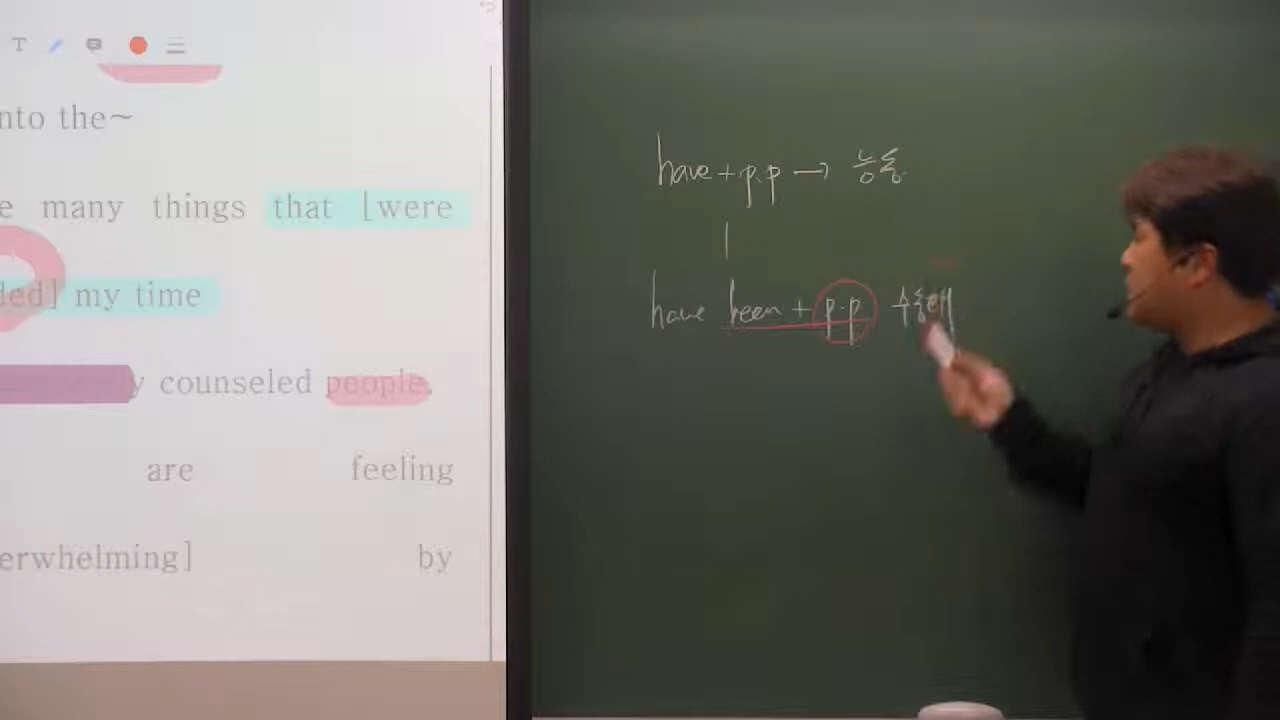 T
nto the~
e many things that [were
ded] my time
y counseled people.
are feeling
erwhelming] by
have + p.p → 능동
have been + p.p 수동태